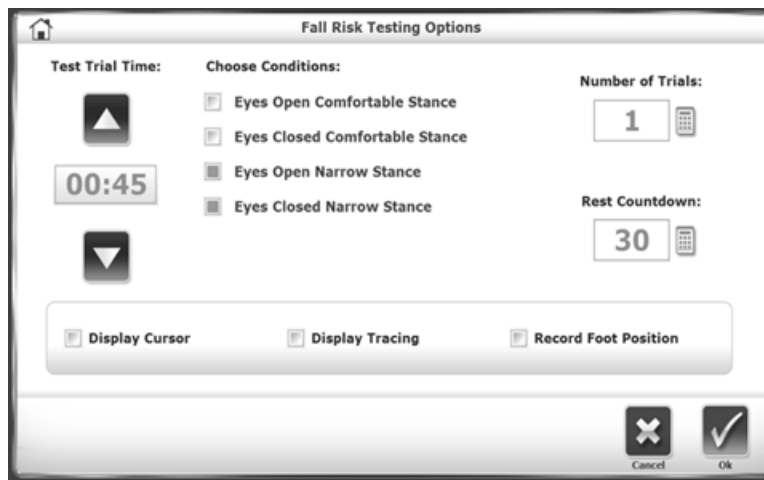 Fall Risk Testing Options
Test Trial Time:
Choose Conditions:
Number of Trials:
Eyes Open Comfortable Stance
1
Eyes Closed Comfortable Stance
00:45
Eyes Open Narrow Stance
Eyes Closed Narrow Stance
Rest Countdown:
30
Display Cursor
Display Tracing
Record Foot Position
Cancel
Ok